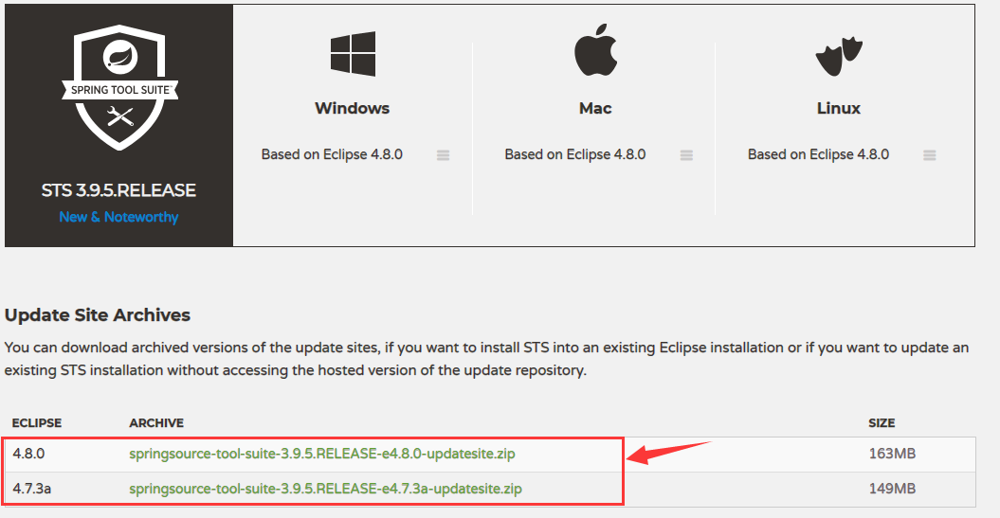 SPRING TOOL SUITE
STS 3.9.5.RELEASE
New & Noteworthy
Windows
Based on Eclipse 4.8.0
Mac
Based on Eclipse 4.8.0
Linux
Based on Eclipse 4.8.0
Update Site Archives
You can download archived versions of the update sites, if you want to install STS into an existing Eclipse installation or if you want to update an
existing STS installation without accessing the hosted version of the update repository.
ECLIPSE ARCHIVE SIZE
4.8.0 springsource-tool-suite-3.9.5.RELEASE-e4.8.0-updatesite.zip 163MB
4.7.3a springsource-tool-suite-3.9.5.RELEASE-e4.7.3a-updatesite.zip 149MB